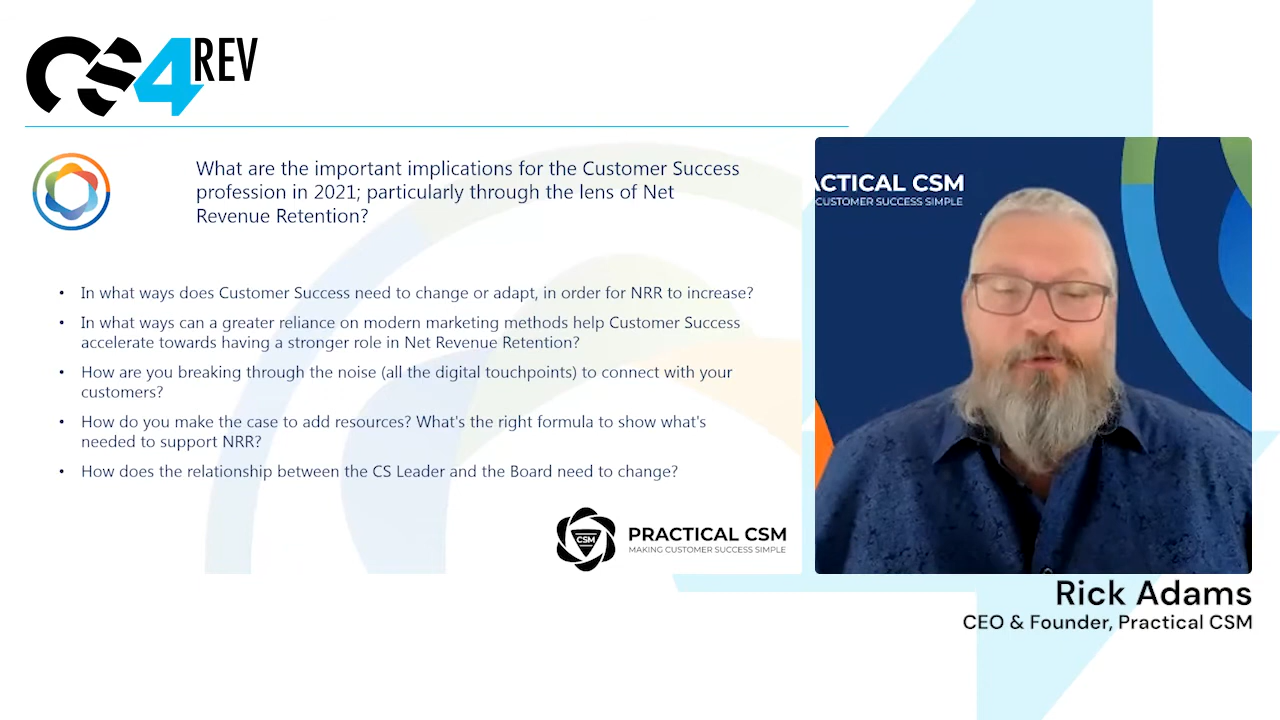 CS4REV
What are the important implications for the Customer Success
profession in 2021; particularly through the lens of Net
Revenue Retention?
• In what ways does Customer Success need to change or adapt, in order for NRR to increase?
• In what ways can a greater reliance on modern marketing methods help Customer Success
accelerate towards having a stronger role in Net Revenue Retention?
• How are you breaking through the noise (all the digital touchpoints) to connect with your
customers?
• How do you make the case to add resources? What's the right formula to show what's
needed to support NRR?
• How does the relationship between the CS Leader and the Board need to change?
CSM
PRACTICAL CSM
MAKING CUSTOMER SUCCESS SIMPLE
ACTICAL CSM
CUSTOMER SUCCESS SIMPLE
Rick Adams
CEO & Founder, Practical CSM